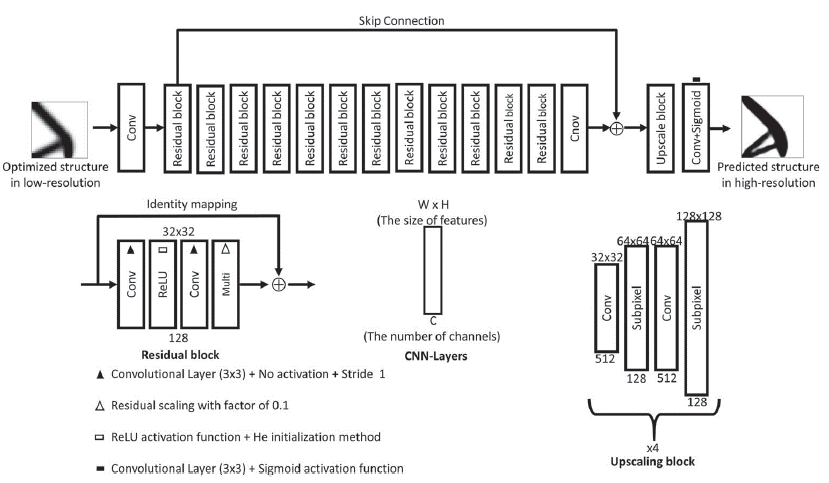 Skip Connection
Optimized structure
in low-resolution
Conv
Residual block
Residual block
Residual block
Residual block
Residual block
Residual block
Residual block
Residual block
Residual block
Residual block
Residual block
Residual block
Cnov
Upscale block
Conv+Sigmoid
Predicted structure
in high-resolution
Identity mapping
32x32
Conv
ReLU
Conv
Multi
128
Residual block
W x H
(The size of features)
C
(The number of channels)
CNN-Layers
32x32
Conv
512
64x64
Subpixel
128
64x64
Conv
512
128x128
Subpixel
128
x4
Upscaling block
Convolutional Layer (3x3) + No activation + Stride 1
Residual scaling with factor of 0.1
ReLU activation function + He initialization method
Convolutional Layer (3x3) + Sigmoid activation function